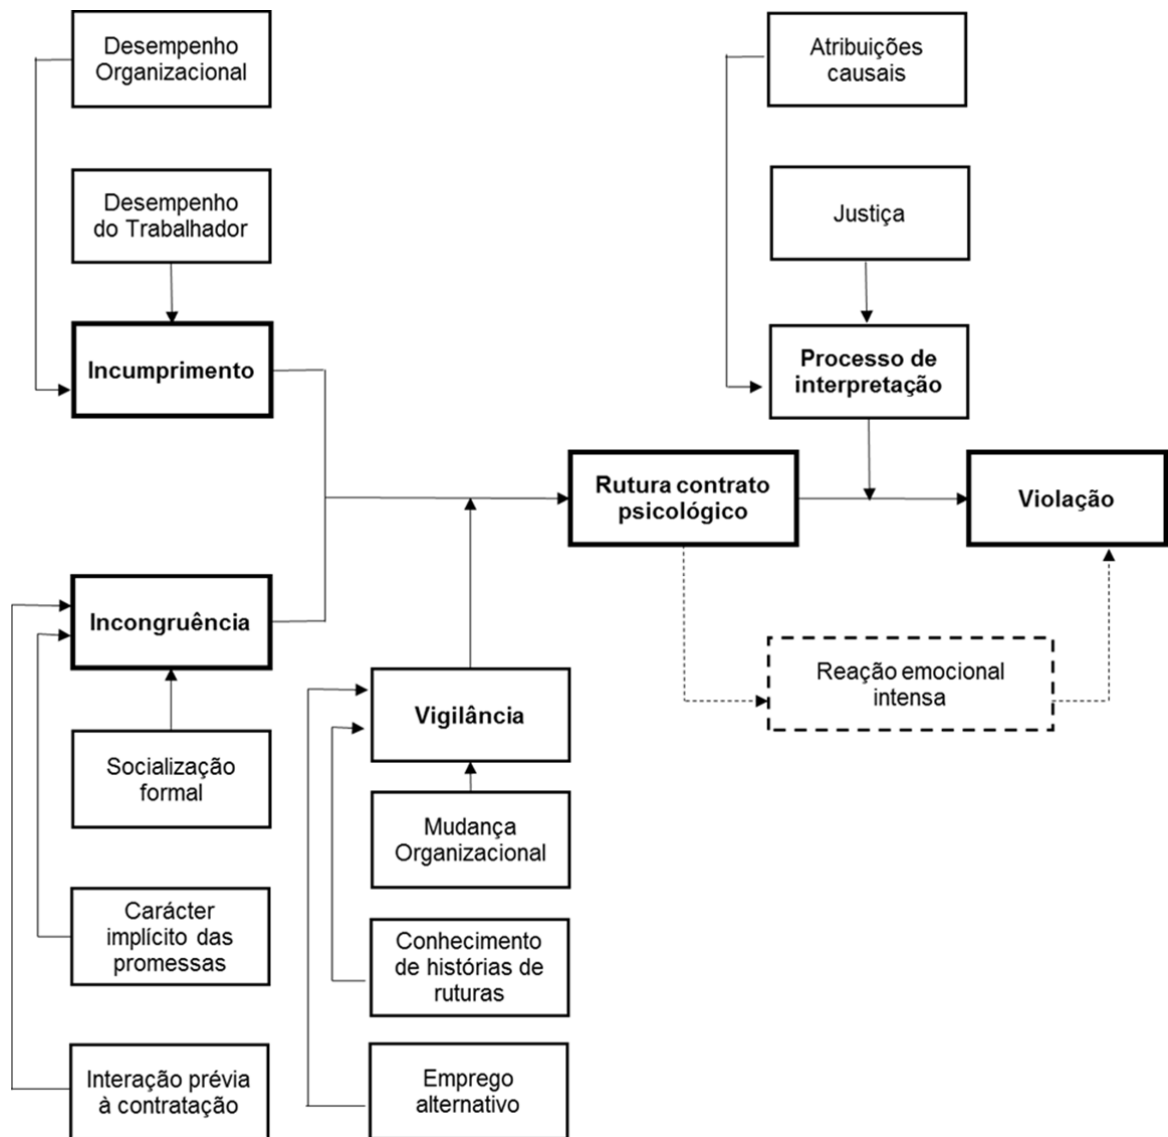 Desempenho
Organizacional
Atribuições
causais
Desempenho
do Trabalhador
Justiça
Incumprimento
Processo de
interpretação
Rutura contrato
psicológico
Violação
Incongruência
Reação emocional
intensa
Vigilância
Socialização
formal
Mudança
Organizacional
Carácter
implícito das
promessas
Conhecimento
de histórias de
ruturas
Interação prévia
à contratação
Emprego
alternativo